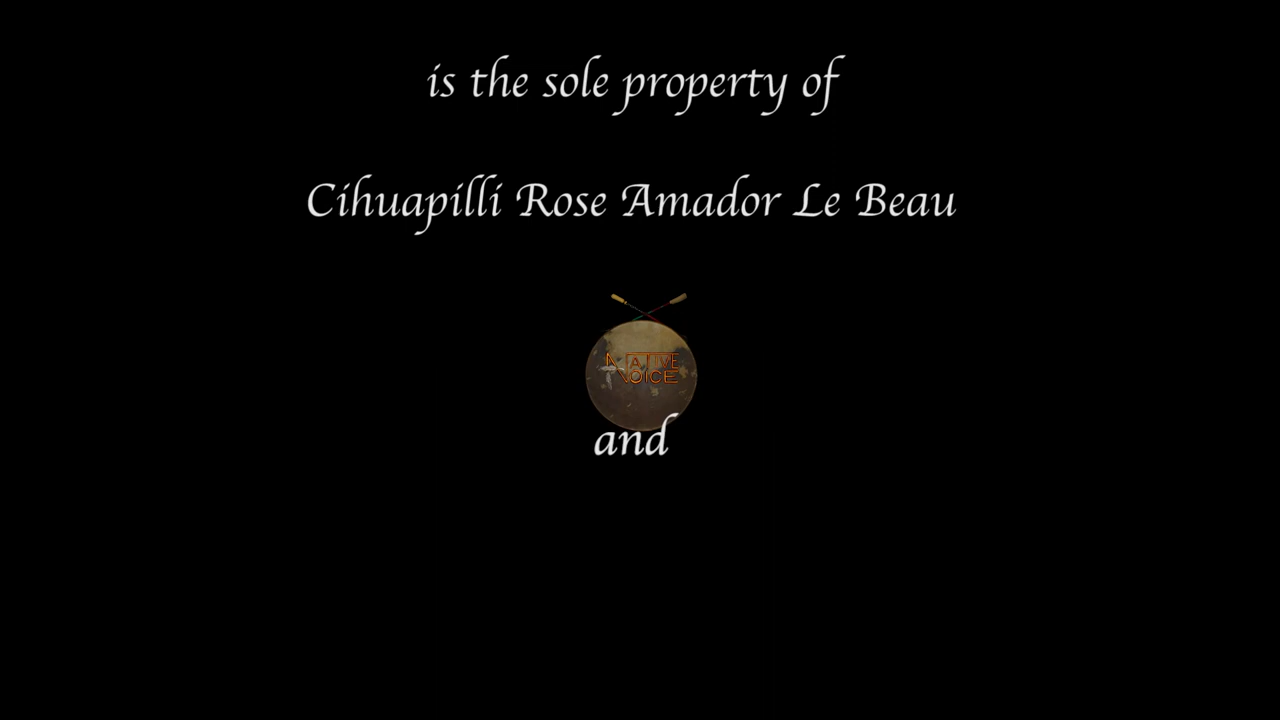 is the sole property of
Cihuapilli Rose Amador Le Beau
NATIVE
VOICE
and